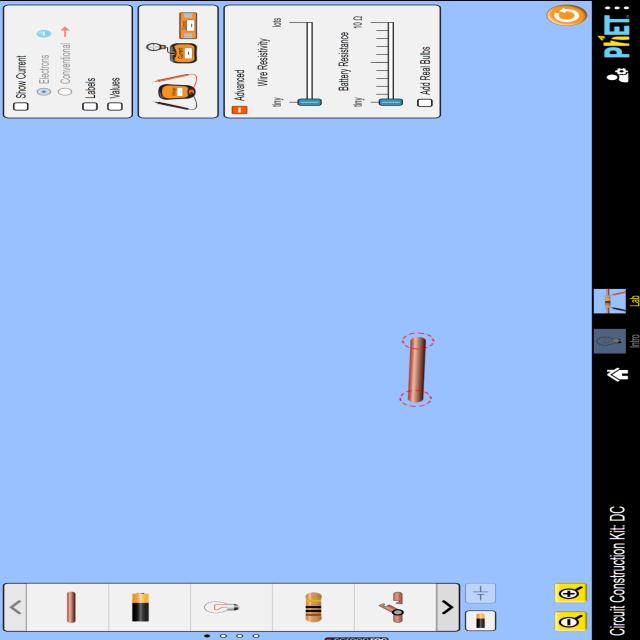 Show Current
Electrons
Conventional
Labels
Values
Advanced
Wire Resistivity
tiny
lots
Battery Resistance
tiny
10 Ω
Add Real Bulbs
Circuit Construction Kit: DC
Intro
Lab
PhET